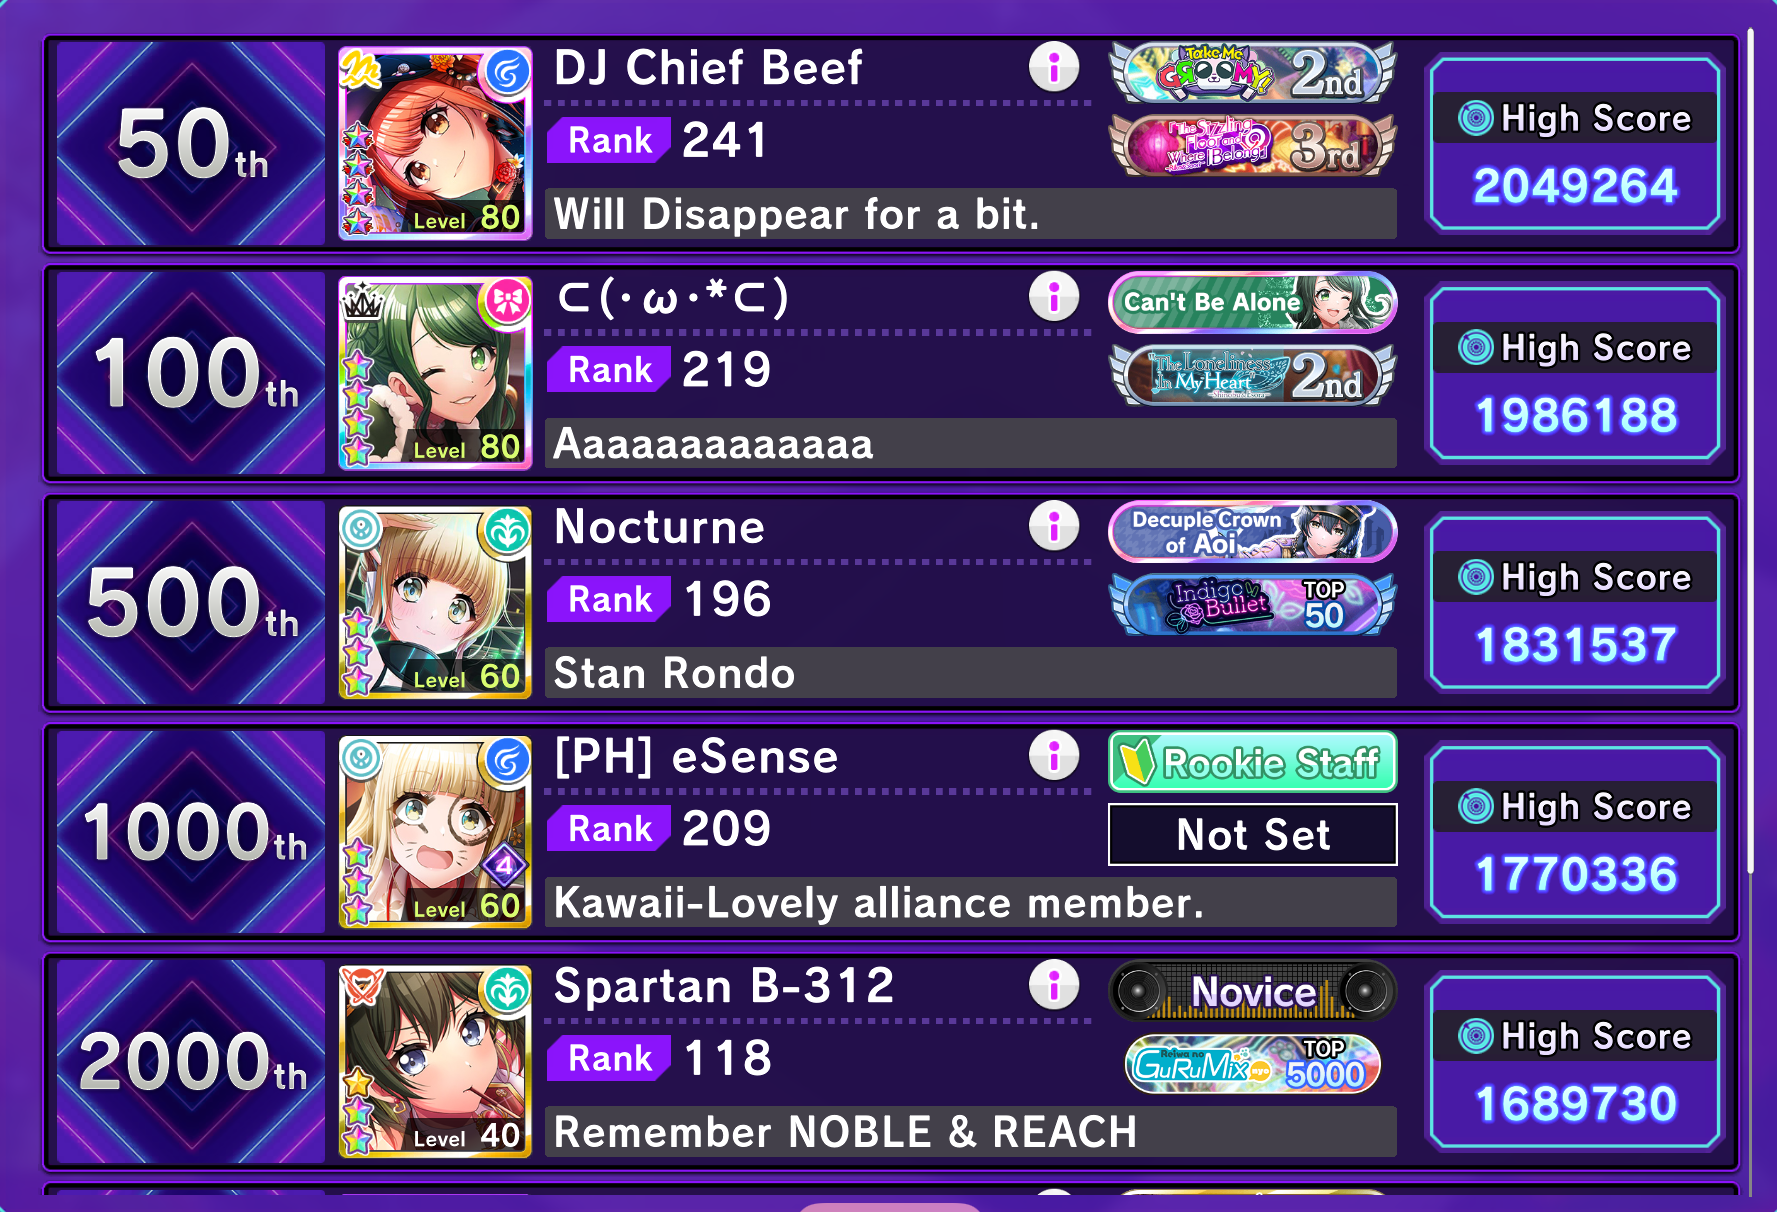 50th
Level 80
DJ Chief Beef
Rank 241
Will Disappear for a bit.
Take Me GROOMY! 2nd
"The Sizzling Floor and Where I Belong" 3rd
High Score
2049264
100th
Level 80
⊂(･ω･*⊂)
Rank 219
Aaaaaaaaaaaaa
Can't Be Alone
"The Loneliness In My Heart" 2nd
High Score
1986188
500th
Level 60
Nocturne
Rank 196
Stan Rondo
Decuple Crown
of Aoi
Indigo Bullet TOP 50
High Score
1831537
1000th
4
Level 60
[PH] eSense
Rank 209
Kawaii-Lovely alliance member.
Rookie Staff
Not Set
High Score
1770336
2000th
Level 40
Spartan B-312
Rank 118
Remember NOBLE & REACH
Novice
Reiwa no GuRuMix TOP 5000
High Score
1689730